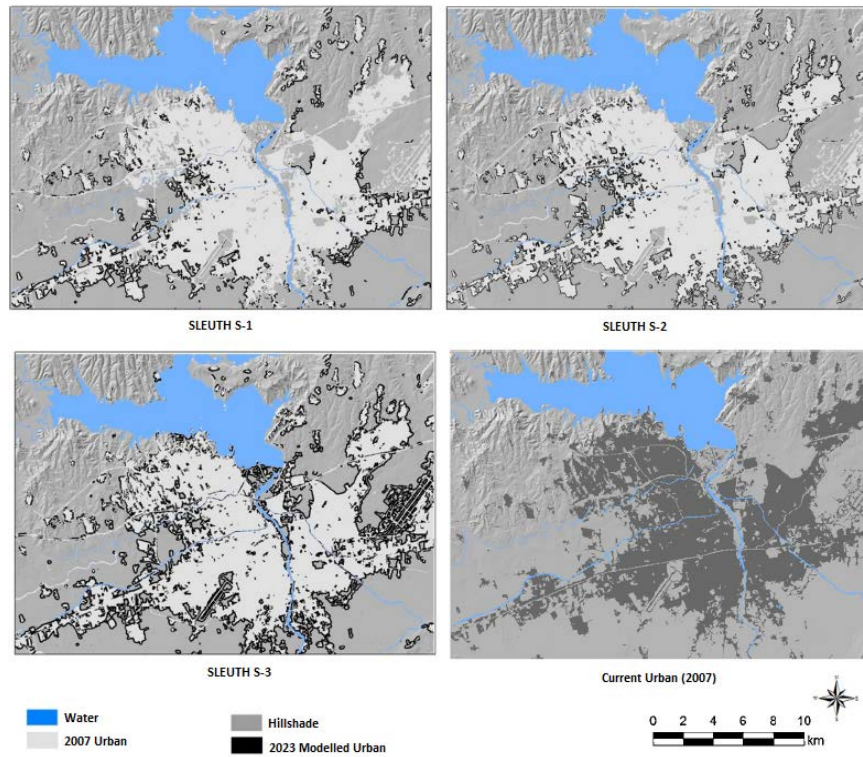 SLEUTH S-1
SLEUTH S-2
SLEUTH S-3
Current Urban (2007)
Water
Hillshade
2007 Urban
2023 Modelled Urban
N
W
E
S
0 2 4 6 8 10
km